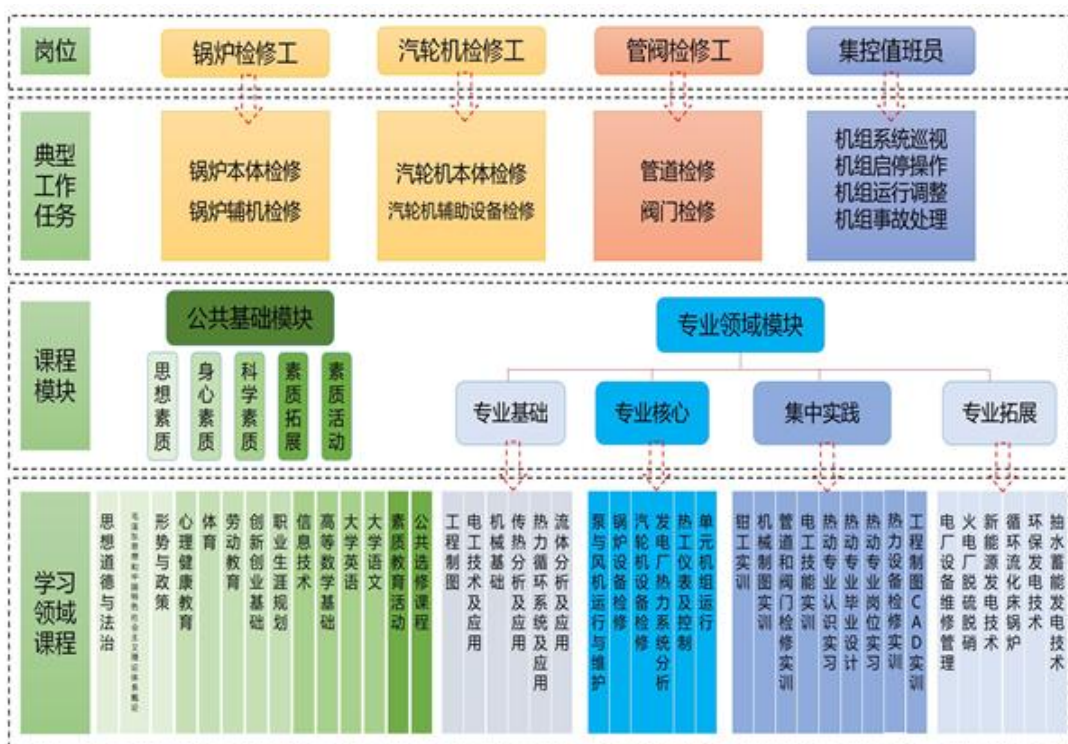 岗位
锅炉检修工
汽轮机检修工
管阀检修工
集控值班员
典型
工作
任务
锅炉本体检修
锅炉辅机检修
汽轮机本体检修
汽轮机辅助设备检修
管道检修
阀门检修
机组系统巡视
机组启停操作
机组运行调整
机组事故处理
课程
模块
公共基础模块
思想素质
身心素质
科学素质
素质拓展
素质活动
专业领域模块
专业基础
专业核心
集中实践
专业拓展
学习
领域
课程
思想道德与法治
毛泽东思想和中国特色社会主义理论体系概论
形势与政策
心理健康教育
体育
劳动教育
创新创业基础
职业生涯规划
信息技术
高等数学基础
大学英语
大学语文
素质教育活动
公共选修课程
工程制图
电工技术及应用
机械基础
传热分析及应用
热力循环系统及应用
流体分析及应用
泵与风机运行与维护
锅炉设备检修
汽轮机设备检修
发电厂热力系统分析
热工仪表及控制
单元机组运行
钳工实训
机械制图实训
管道和阀门检修实训
电工技能实训
热动专业认识实习
热动专业毕业设计
热动专业岗位实习
热力设备检修实训
工程制图CAD实训
电厂设备维修管理
火电厂脱硫脱硝
新能源发电技术
循环流化床锅炉
环保发电技术
抽水蓄能发电技术